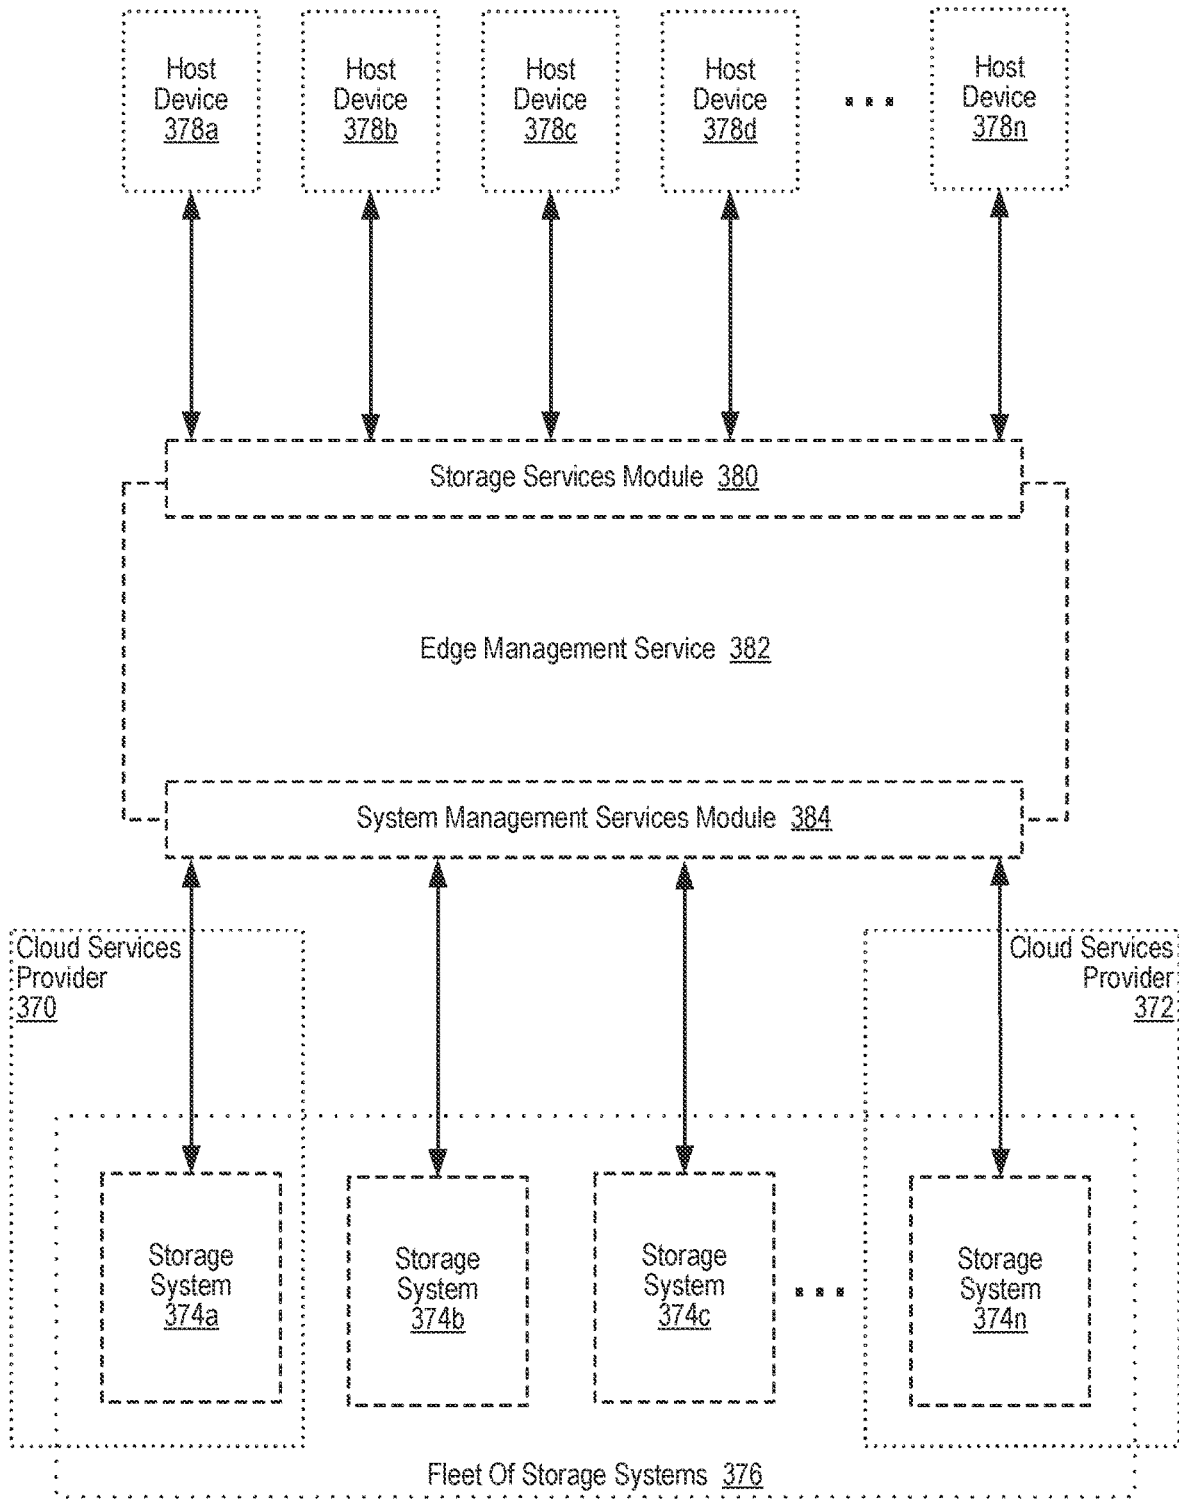 Host
Device
378a
Host
Device
378b
Host
Device
378c
Host
Device
378d
Host
Device
378n
Storage Services Module 380
Edge Management Service 382
System Management Services Module 384
Cloud Services
Provider
370
Cloud Services
Provider
372
Storage
System
374a
Storage
System
374b
Storage
System
374c
Storage
System
374n
Fleet Of Storage Systems 376